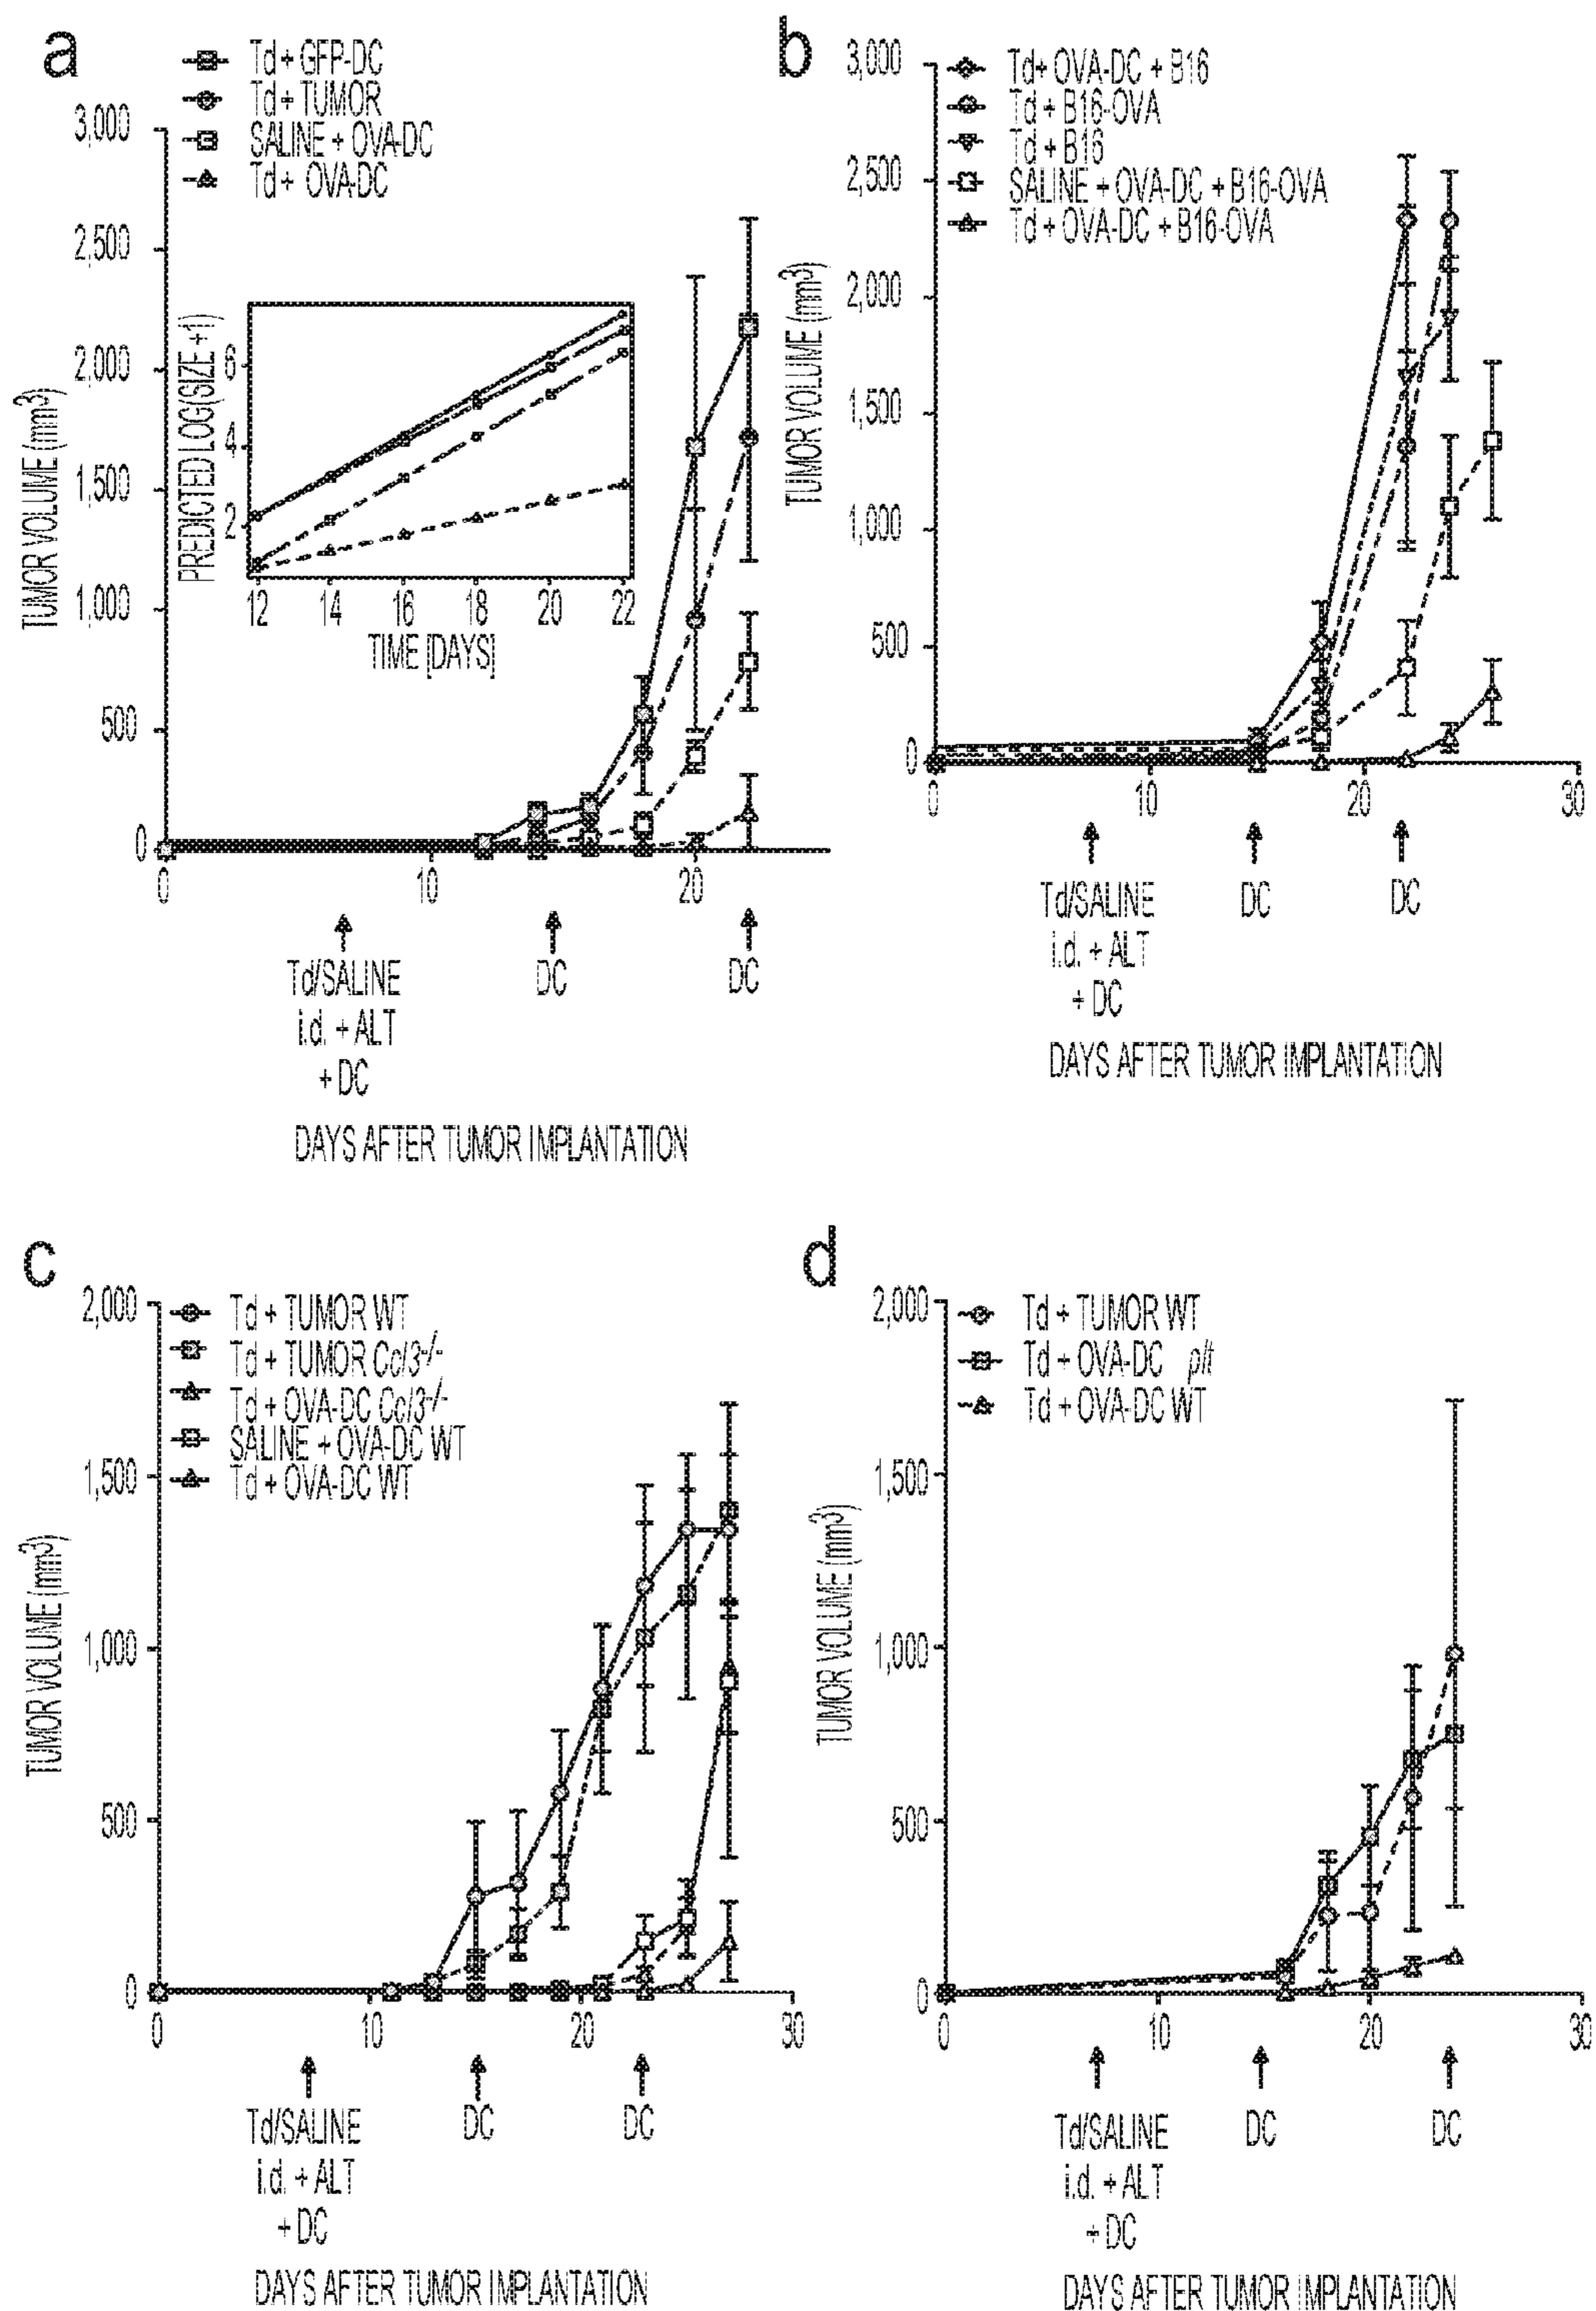 a
Td + GFP-DC
Td + TUMOR
SALINE + OVA-DC
Td + OVA-DC
3,000
2,500
2,000
1,500
1,000
500
0
TUMOR VOLUME (mm3)
PREDICTED LOG(SIZE +1)
6
4
2
12 14 16 18 20 22
TIME [DAYS]
0 10 20
Td/SALINE
i.d. + ALT
+ DC
DC
DC
DAYS AFTER TUMOR IMPLANTATION
b
Td+ OVA-DC + B16
Td + B16-OVA
Td + B16
SALINE + OVA-DC + B16-OVA
Td + OVA-DC + B16-OVA
3,000
2,500
2,000
1,500
1,000
500
0
TUMOR VOLUME (mm3)
0 10 20 30
Td/SALINE
i.d. + ALT
+ DC
DC
DC
DAYS AFTER TUMOR IMPLANTATION
c
Td + TUMOR WT
Td + TUMOR Ccl3-/-
Td + OVA-DC Ccl3-/-
SALINE + OVA-DC WT
Td + OVA-DC WT
2,000
1,500
1,000
500
0
TUMOR VOLUME (mm3)
0 10 20 30
Td/SALINE
i.d. + ALT
+ DC
DC
DC
DAYS AFTER TUMOR IMPLANTATION
d
Td + TUMOR WT
Td + OVA-DC plt
Td + OVA-DC WT
2,000
1,500
1,000
500
0
TUMOR VOLUME (mm3)
0 10 20 30
Td/SALINE
i.d. + ALT
+ DC
DC
DC
DAYS AFTER TUMOR IMPLANTATION